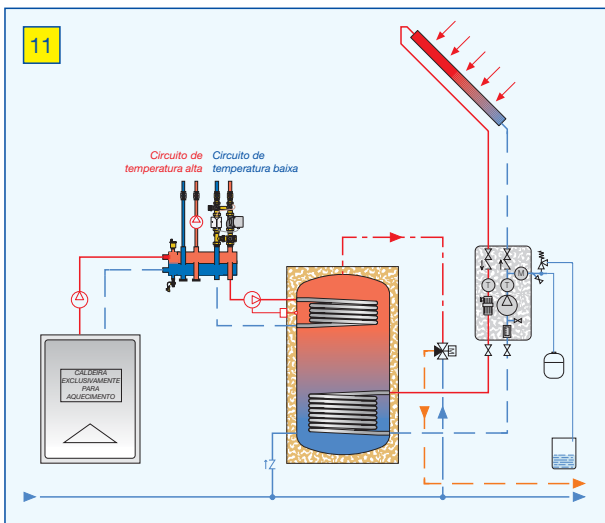 11
Circuito de
temperatura alta
Circuito de
temperatura baixa
M
T
T
CALDEIRA
EXCLUSIVAMENTE
PARA
AQUECIMENTO